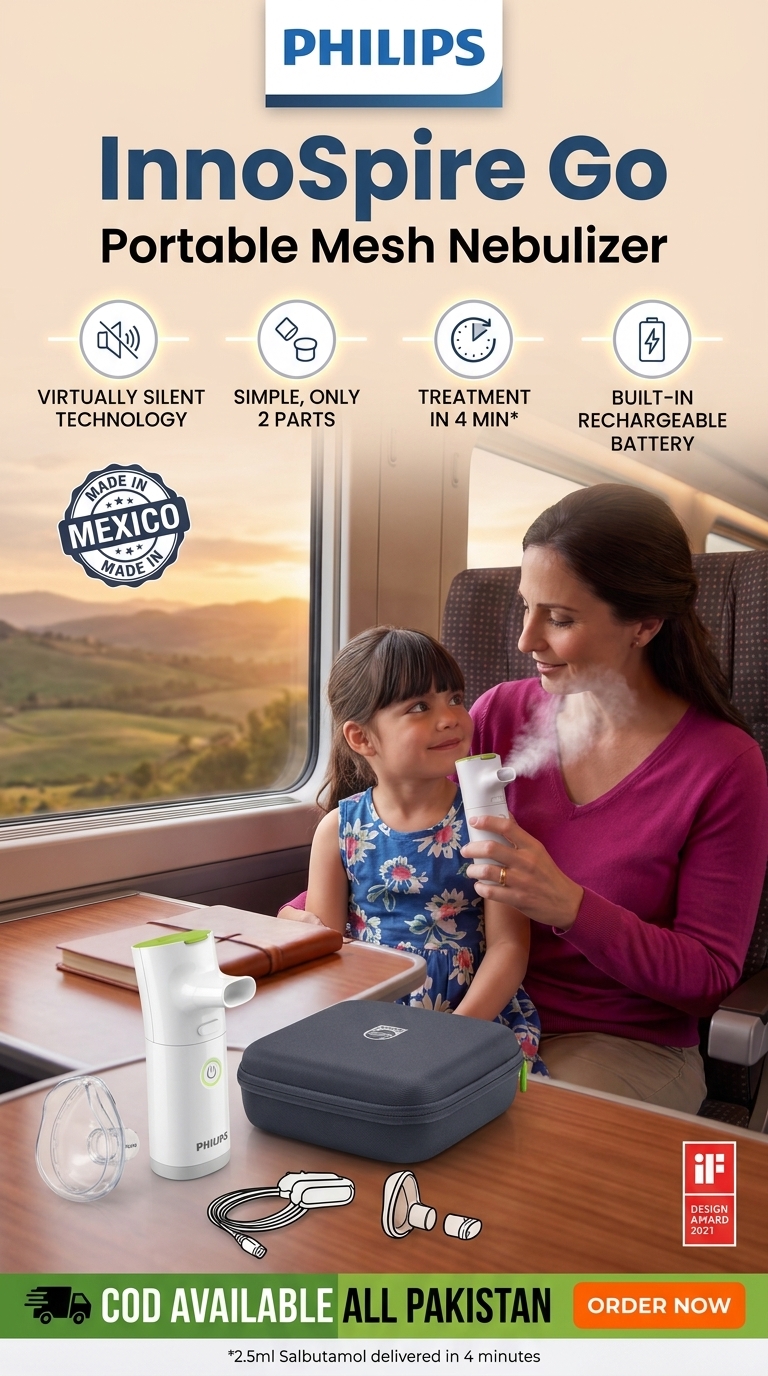 PHILIPS
InnoSpire Go
Portable Mesh Nebulizer
VIRTUALLY SILENT
TECHNOLOGY
SIMPLE, ONLY
2 PARTS
TREATMENT
IN 4 MIN*
BUILT-IN
RECHARGEABLE
BATTERY
MADE IN
MEXICO
MADE IN
PHILIPS
iF
DESIGN
AWARD
2021
COD AVAILABLE ALL PAKISTAN
ORDER NOW
*2.5ml Salbutamol delivered in 4 minutes